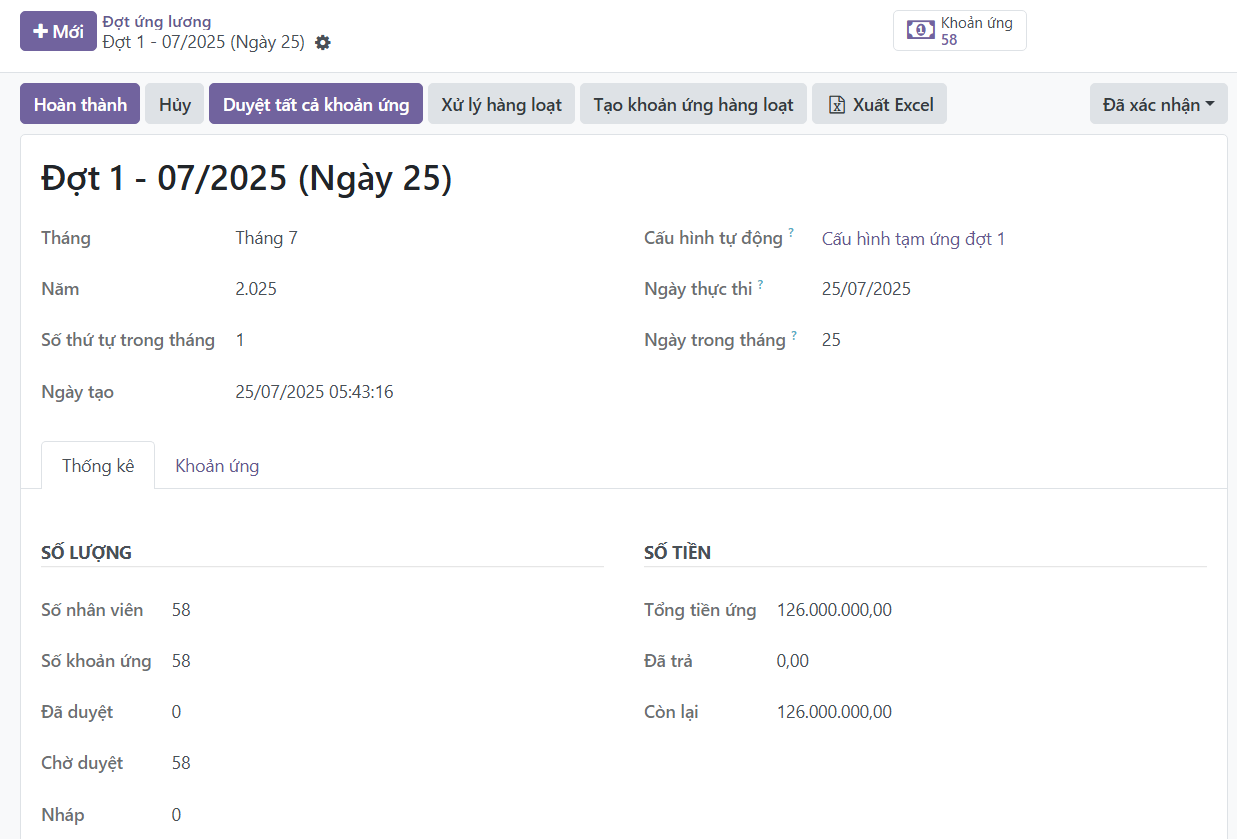 Mới
Đợt ứng lương
Đợt 1 - 07/2025 (Ngày 25)
Khoản ứng
58
Hoàn thành
Hủy
Duyệt tất cả khoản ứng
Xử lý hàng loạt
Tạo khoản ứng hàng loạt
Xuất Excel
Đã xác nhận
Đợt 1 - 07/2025 (Ngày 25)
Tháng Tháng 7
Năm 2.025
Số thứ tự trong tháng 1
Ngày tạo 25/07/2025 05:43:16
Cấu hình tự động ? Cấu hình tạm ứng đợt 1
Ngày thực thi ? 25/07/2025
Ngày trong tháng ? 25
Thống kê
Khoản ứng
SỐ LƯỢNG
Số nhân viên 58
Số khoản ứng 58
Đã duyệt 0
Chờ duyệt 58
Nháp 0
SỐ TIỀN
Tổng tiền ứng 126.000.000,00
Đã trả 0,00
Còn lại 126.000.000,00